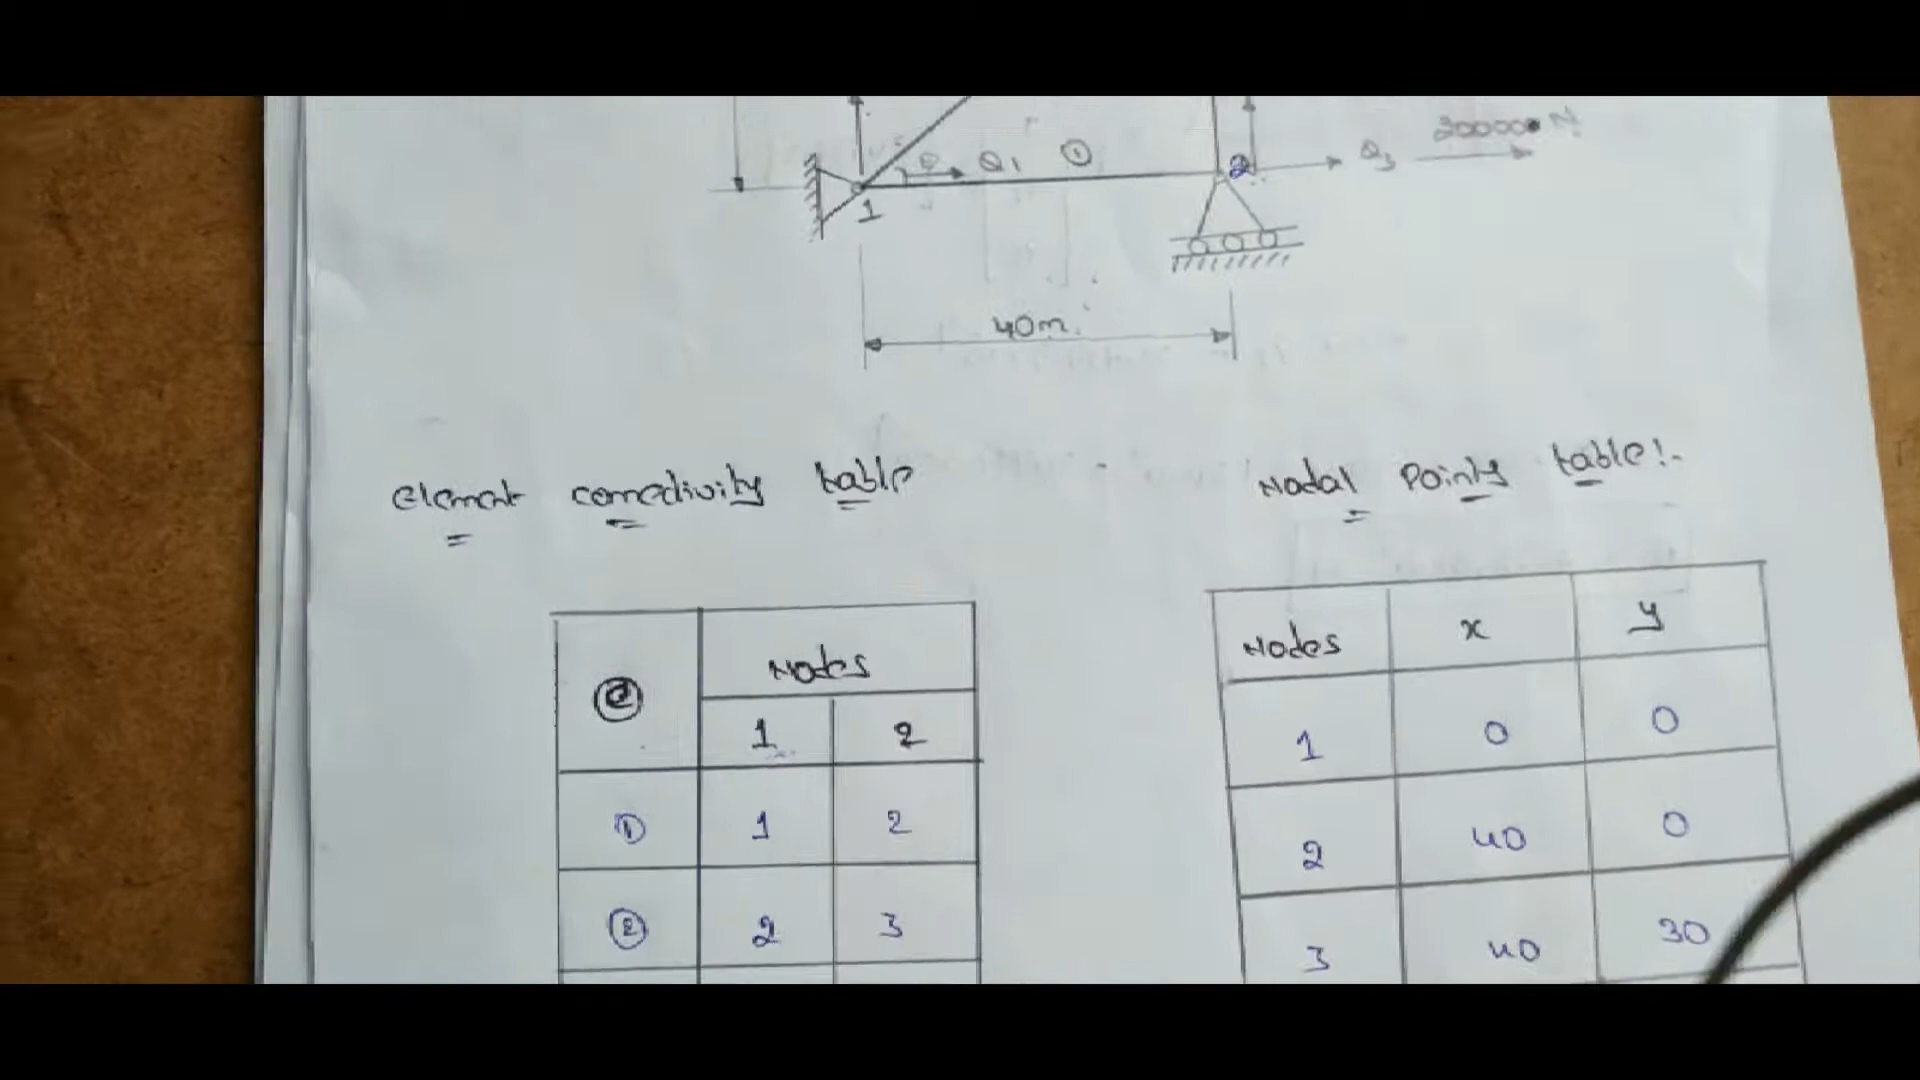 20000 N
Q1 ① 2 Q3
1
40m.
Element connectivity table
Nodal Points table:-
ⓔ Nodes
1 2
① 1 2
② 2 3
Nodes x y
1 0 0
2 40 0
3 40 30